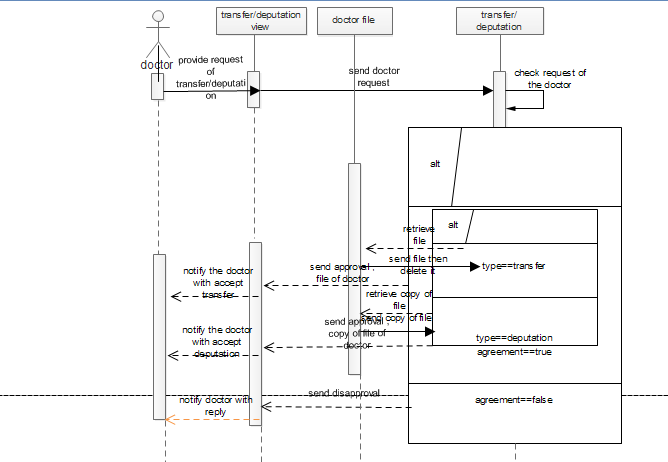 transfer/deputation
view
doctor file
transfer/
deputation
doctor
provide request
of
transfer/deputati
on
send doctor
request
check request of
the doctor
alt
alt
retrieve
file
send file then
delete it
type==transfer
send approval ,
file of doctor
notify the doctor
with accept
transfer
retrieve copy of
file
send copy of file
send approval ,
copy of file of
doctor
notify the doctor
with accept
deputation
type==deputation
agreement==true
send disapproval
agreement==false
notify doctor with
reply